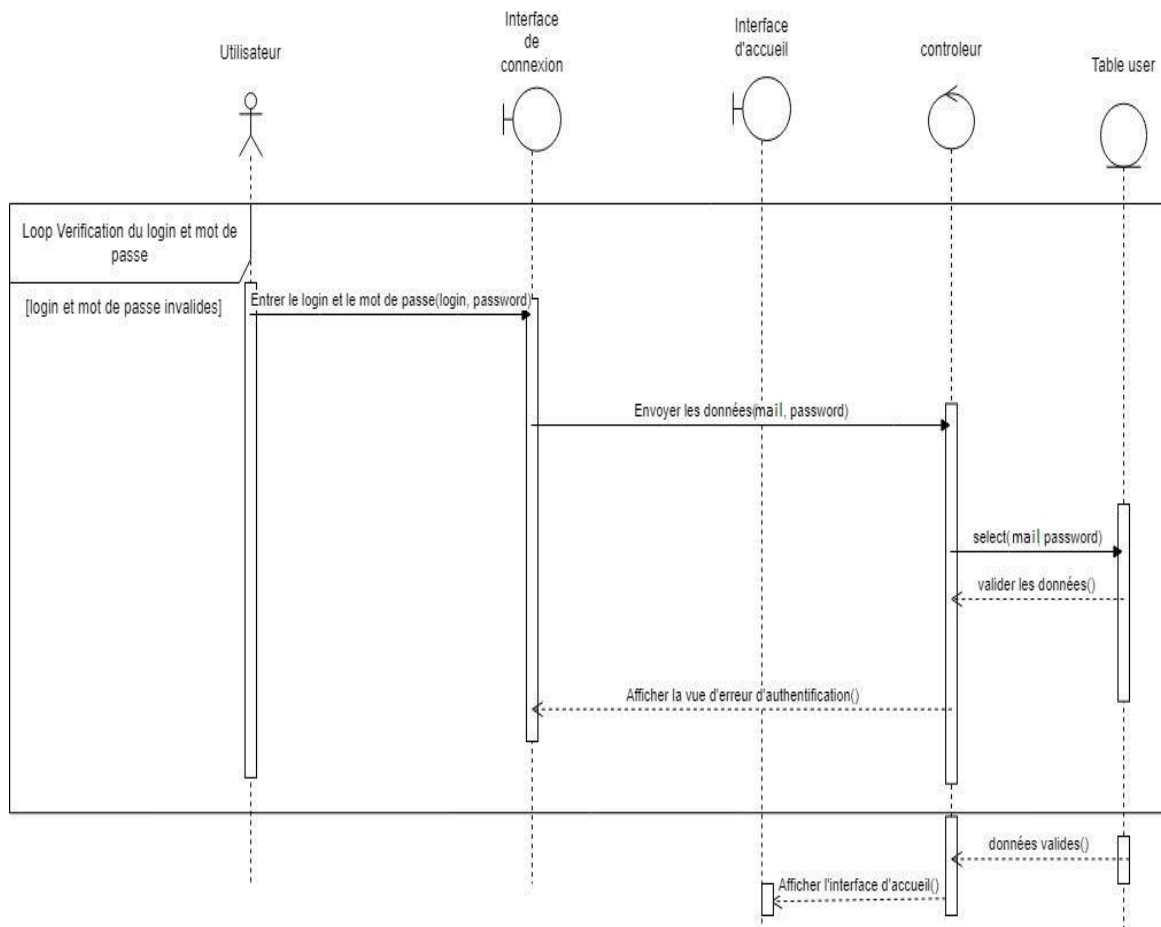 Utilisateur
Interface
de
connexion
Interface
d'accueil
controleur
Table user
Loop Verification du login et mot de
passe
[login et mot de passe invalides]
Entrer le login et le mot de passe(login, password)
Envoyer les données(mail, password)
select( mail password)
valider les données()
Afficher la vue d'erreur d'authentification()
données valides()
Afficher l'interface d'accueil()